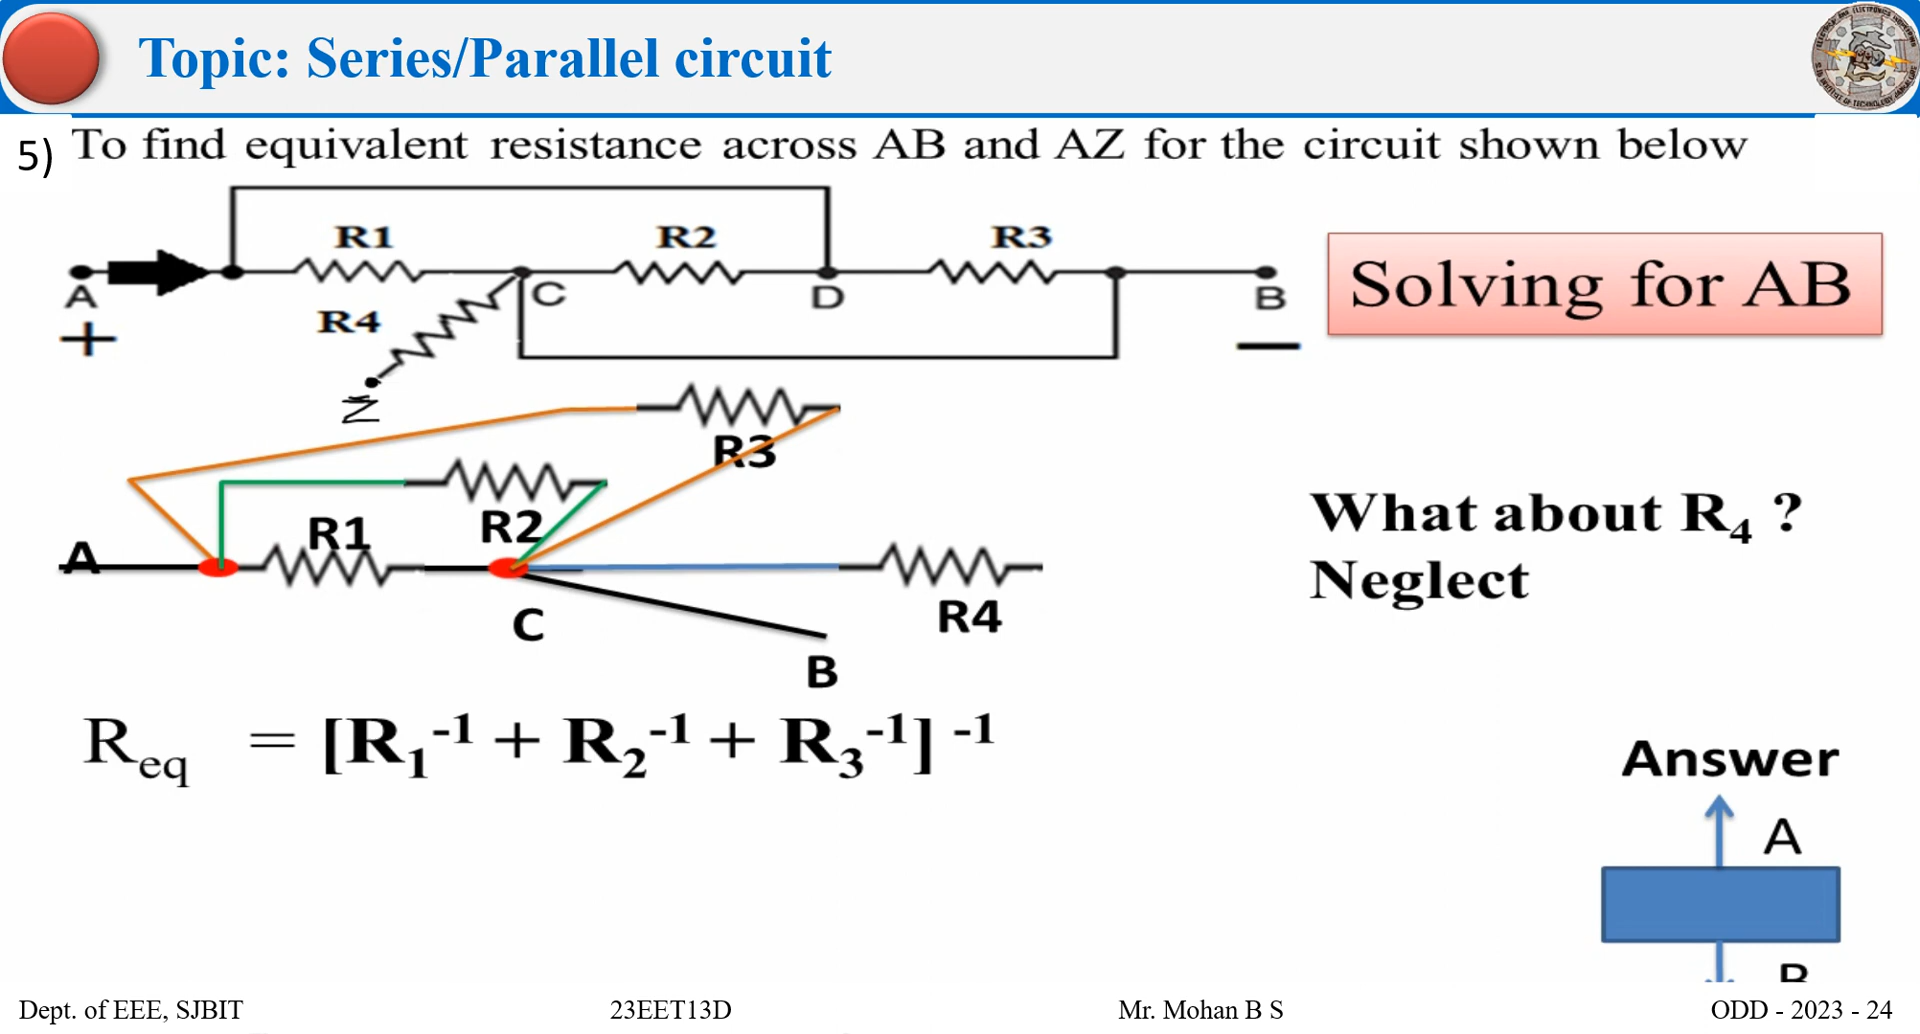 Topic: Series/Parallel circuit
5) To find equivalent resistance across AB and AZ for the circuit shown below
R1 R2 R3
A C D B
R4
+ —
Z
Solving for AB
R3
R2
R1
A
C
R4
B
What about R₄ ?
Neglect
R_eq = [R₁⁻¹ + R₂⁻¹ + R₃⁻¹]⁻¹
Answer
A
B
Dept. of EEE, SJBIT 23EET13D Mr. Mohan B S ODD - 2023 - 24